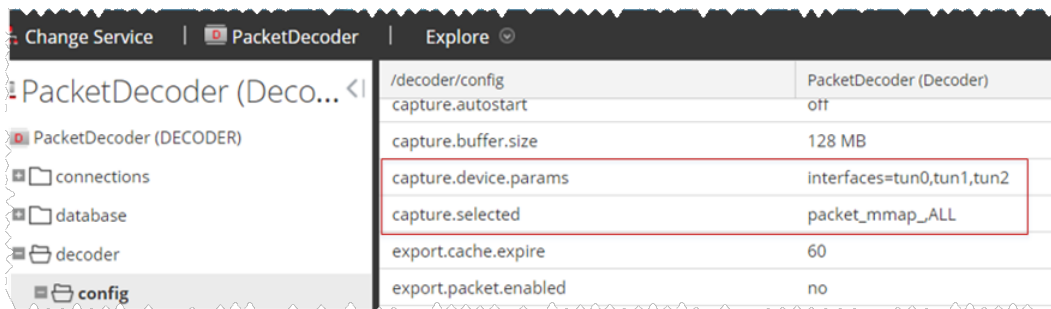 Change Service | D PacketDecoder | Explore
PacketDecoder (Deco...
D PacketDecoder (DECODER)
connections
database
decoder
config
/decoder/config PacketDecoder (Decoder)
capture.autostart off
capture.buffer.size 128 MB
capture.device.params interfaces=tun0,tun1,tun2
capture.selected packet_mmap_,ALL
export.cache.expire 60
export.packet.enabled no